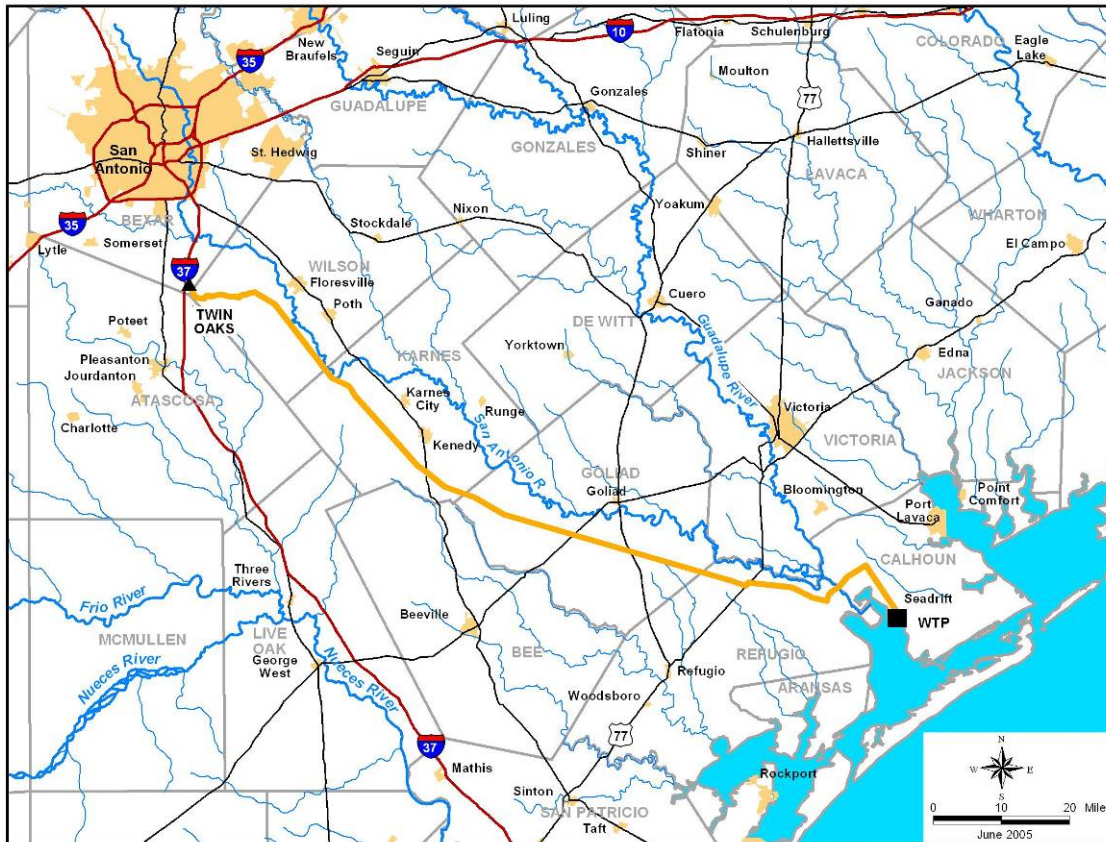 Luling
Flatonia
Schulenburg
COLORADO
Eagle
Lake
New
Braunfels
35
10
Seguin
Moulton
77
GUADALUPE
Gonzales
GONZALES
Hallettsville
Shiner
San
Antonio
St. Hedwig
LAVACA
Yoakum
WHARTON
BEXAR
35
Stockdale
Nixon
El Campo
Lytle
Somerset
37
WILSON
Floresville
Cuero
Ganado
TWIN
OAKS
Poth
DE WITT
Guadalupe River
Poteet
Yorktown
Edna
Pleasanton
Jourdanton
KARNES
JACKSON
ATASCOSA
Karnes
City
Runge
Victoria
Charlotte
Kenedy
San Antonio R.
VICTORIA
GOLIAD
Goliad
Bloomington
Point
Comfort
Port
Lavaca
CALHOUN
Three
Rivers
Frio River
Beeville
Seadrift
WTP
MCMULLEN
LIVE
OAK
Nueces River
BEE
REFUGIO
George
West
Nueces River
Refugio
ARANSAS
Woodsboro
77
37
Mathis
Rockport
Sinton
SAN PATRICIO
Taft
N
W
E
S
0 10 20 Mile
June 2005